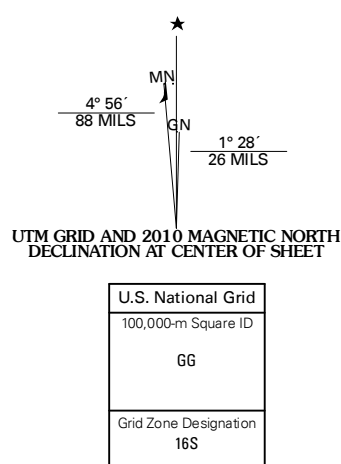 MN
4° 56´
88 MILS
GN
1° 28´
26 MILS
UTM GRID AND 2010 MAGNETIC NORTH
DECLINATION AT CENTER OF SHEET
U.S. National Grid
100,000-m Square ID
GG
Grid Zone Designation
16S